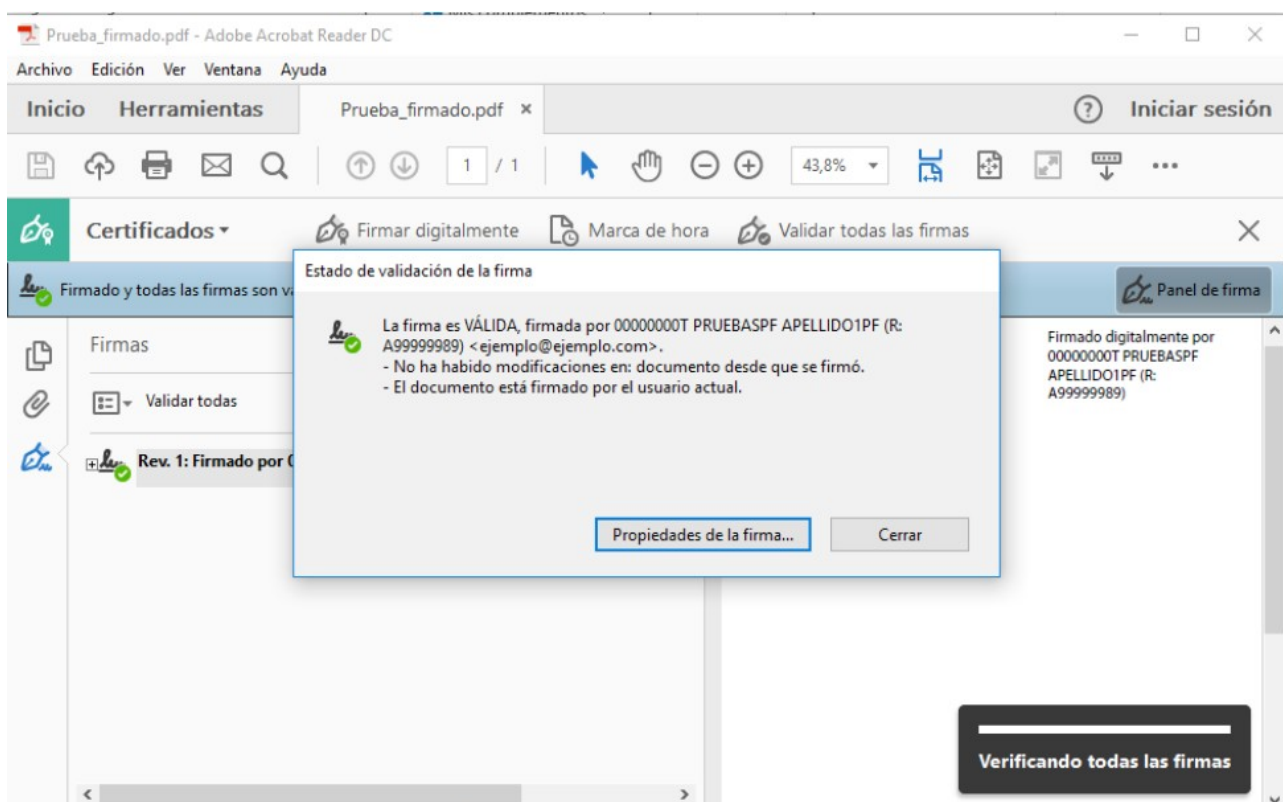 Prueba_firmado.pdf - Adobe Acrobat Reader DC
Archivo Edición Ver Ventana Ayuda
Inicio Herramientas Prueba_firmado.pdf × ? Iniciar sesión
1 / 1 43,8%
Certificados Firmar digitalmente Marca de hora Validar todas las firmas
Estado de validación de la firma
Firmado y todas las firmas son Panel de firma
La firma es VÁLIDA, firmada por 00000000T PRUEBASPF APELLIDO1PF (R:
A99999989) <ejemplo@ejemplo.com>.
- No ha habido modificaciones en: documento desde que se firmó.
- El documento está firmado por el usuario actual.
Propiedades de la firma...
Cerrar
Firmas
Validar todas
Rev. 1: Firmado por
Firmado digitalmente por
00000000T PRUEBASPF
APELLIDO1PF (R:
A99999989)
Verificando todas las firmas